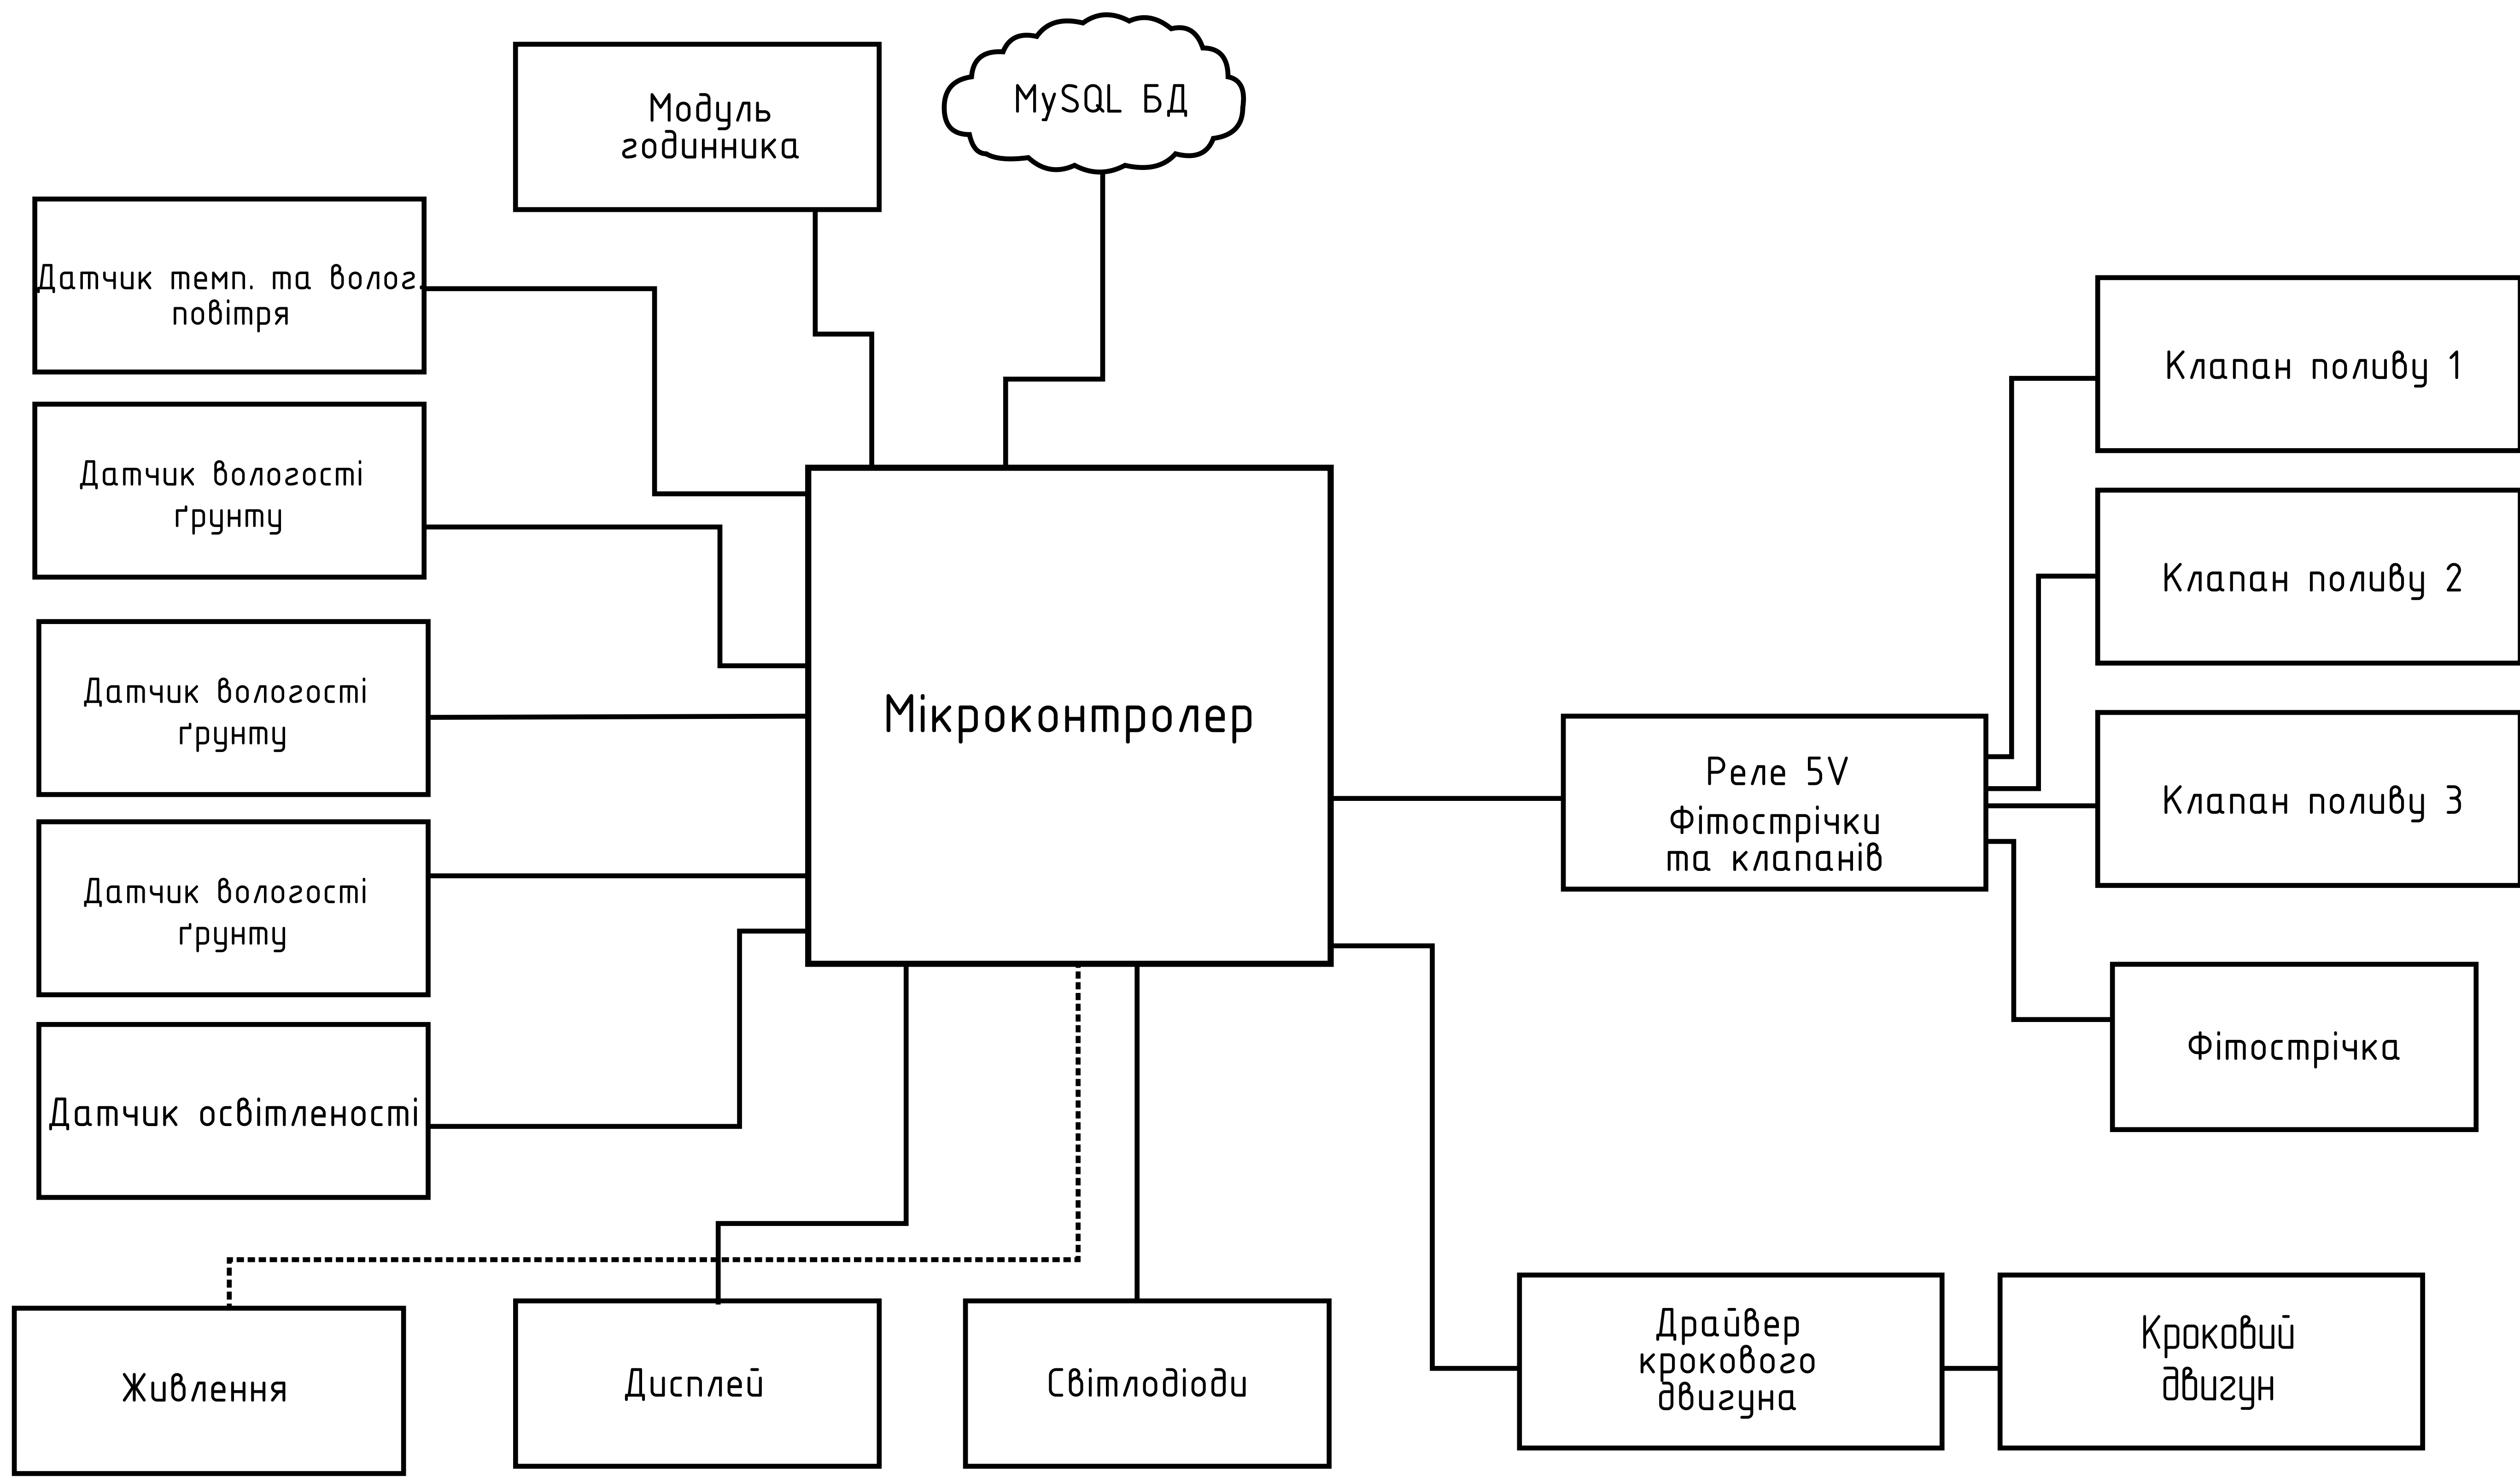 Модуль
годинника
MySQL БД
Датчик темп. та волог.
повітря
Датчик вологості
ґрунту
Датчик вологості
ґрунту
Датчик вологості
ґрунту
Датчик освітленості
Мікроконтролер
Реле 5V
Фітострічки
та клапанів
Клапан поливу 1
Клапан поливу 2
Клапан поливу 3
Фітострічка
Живлення
Дисплей
Світлодіоди
Драйвер
крокового
двигуна
Кроковий
двигун